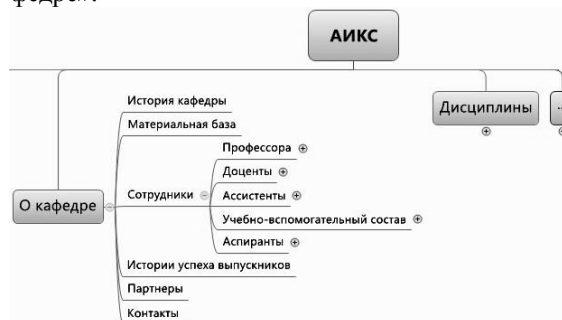 АИКС
Дисциплины
О кафедре
История кафедры
Материальная база
Сотрудники
Профессора
Доценты
Ассистенты
Учебно-вспомогательный состав
Аспиранты
Истории успеха выпускников
Партнеры
Контакты